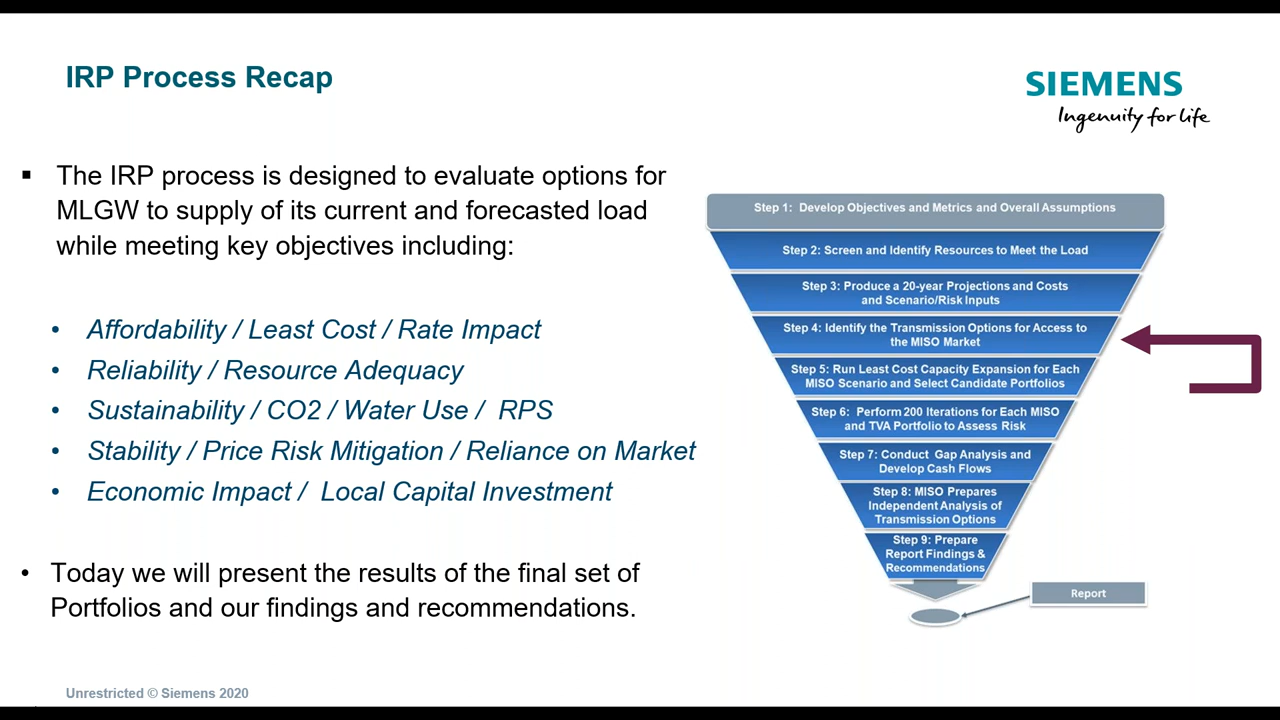 IRP Process Recap
SIEMENS
Ingenuity for life
▪ The IRP process is designed to evaluate options for
MLGW to supply of its current and forecasted load
while meeting key objectives including:
• Affordability / Least Cost / Rate Impact
• Reliability / Resource Adequacy
• Sustainability / CO2 / Water Use / RPS
• Stability / Price Risk Mitigation / Reliance on Market
• Economic Impact / Local Capital Investment
• Today we will present the results of the final set of
Portfolios and our findings and recommendations.
Step 1: Develop Objectives and Metrics and Overall Assumptions
Step 2: Screen and Identify Resources to Meet the Load
Step 3: Produce a 20-year Projections and Costs
and Scenario/Risk Inputs
Step 4: Identify the Transmission Options for Access to
the MISO Market
Step 5: Run Least Cost Capacity Expansion for Each
MISO Scenario and Select Candidate Portfolios
Step 6: Perform 200 Iterations for Each MISO
and TVA Portfolio to Assess Risk
Step 7: Conduct Gap Analysis and
Develop Cash Flows
Step 8: MISO Prepares
Independent Analysis of
Transmission Options
Step 9: Prepare
Report Findings &
Recommendations
Report
Unrestricted © Siemens 2020